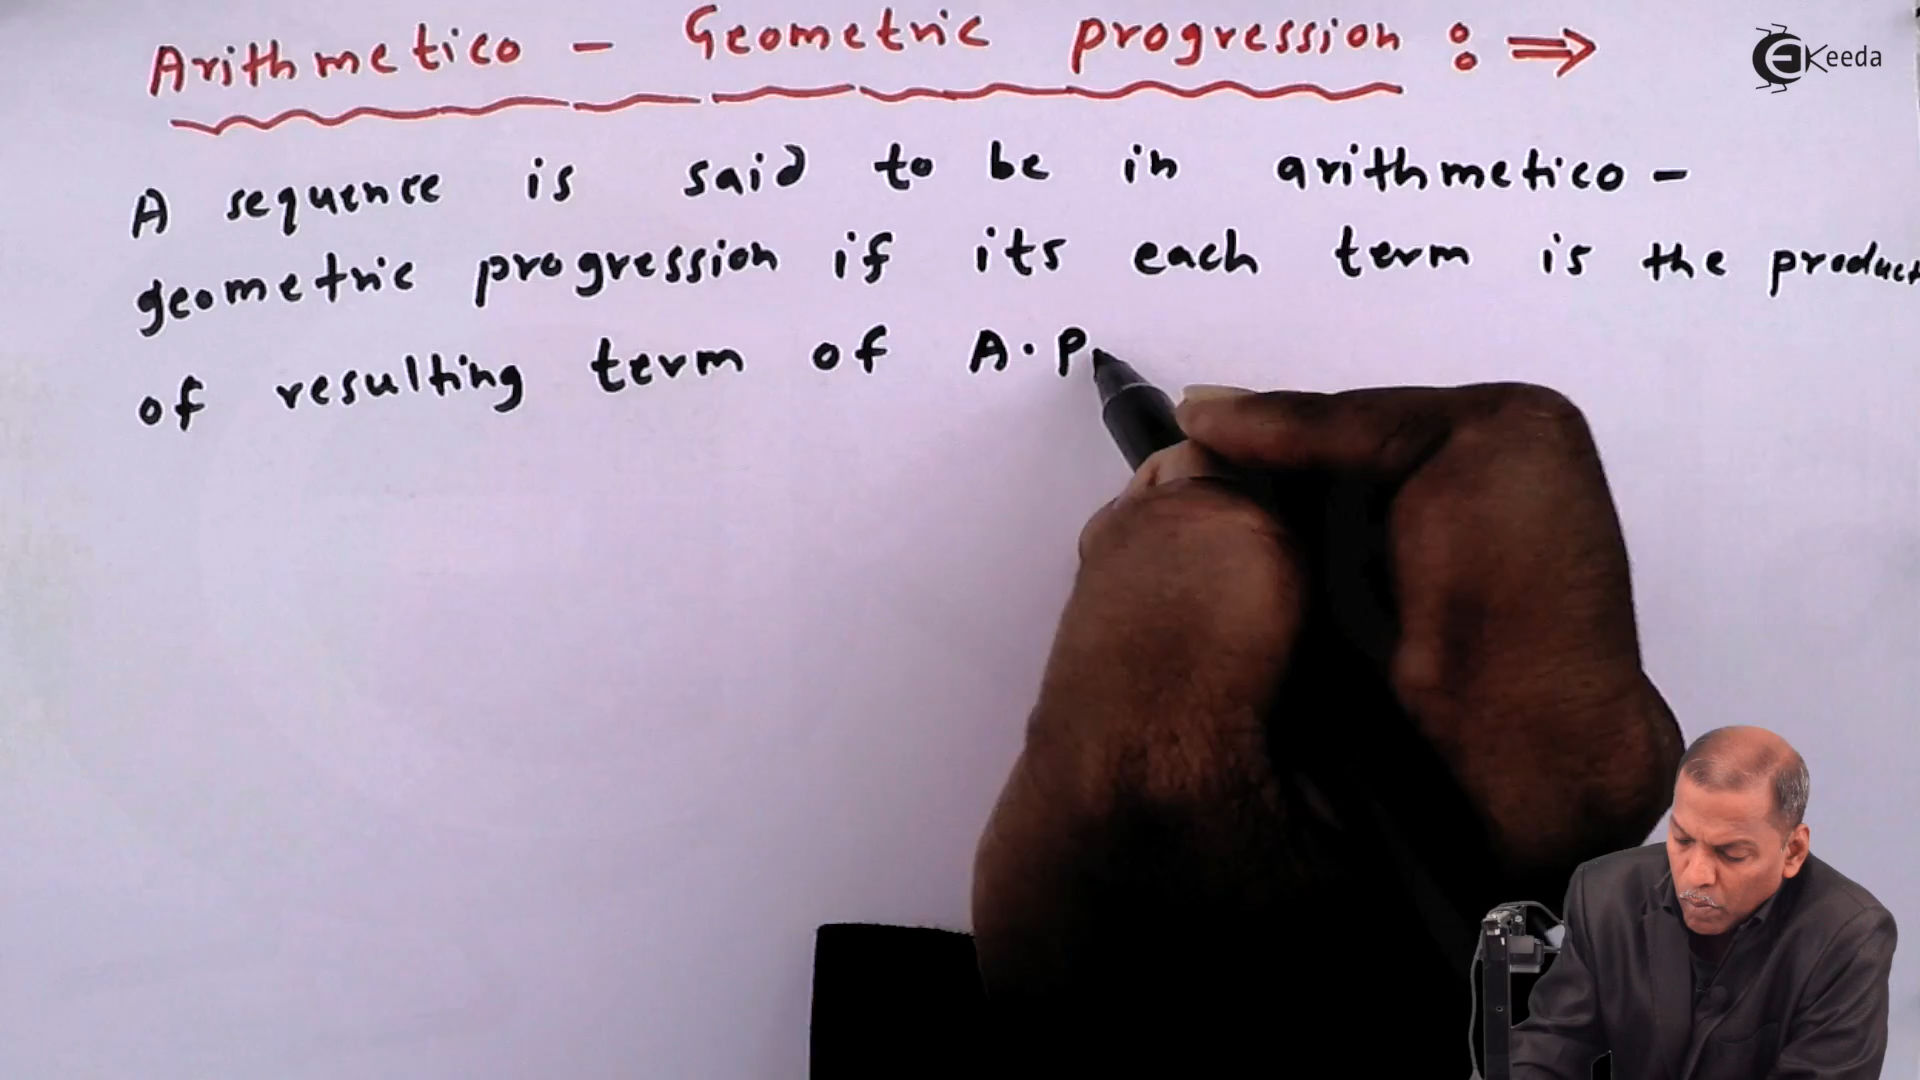 Arithmetico - Geometric progression : ⇒
Keeda
A sequence is said to be in arithmetico -
geometric progression if its each term is the product
of resulting term of A.P